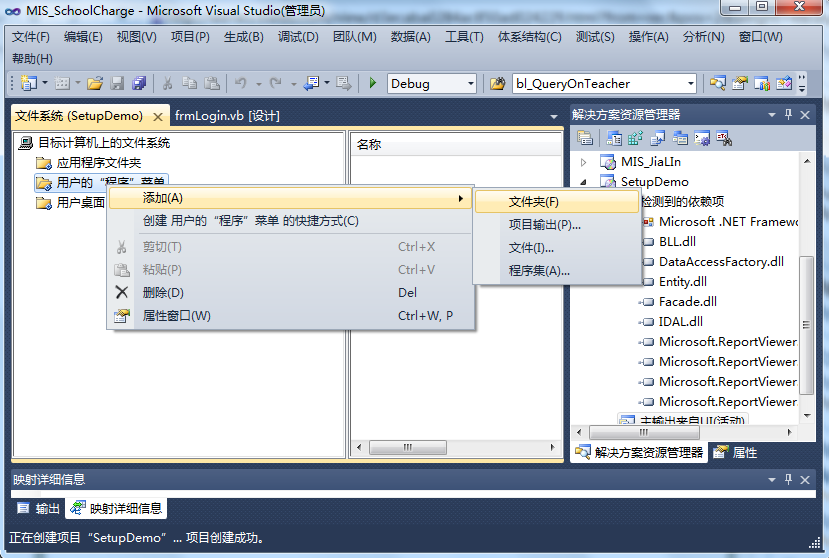 MIS_SchoolCharge - Microsoft Visual Studio(管理员)
文件(F) 编辑(E) 视图(V) 项目(P) 生成(B) 调试(D) 团队(M) 数据(A) 工具(T) 体系结构(C) 测试(S) 操作(A) 分析(N) 窗口(W)
帮助(H)
Debug bl_QueryOnTeacher
文件系统 (SetupDemo) frmLogin.vb [设计]
目标计算机上的文件系统
应用程序文件夹
用户的“程序”菜单
用户桌面
名称
添加(A)
创建 用户的“程序”菜单 的快捷方式(C)
剪切(T) Ctrl+X
粘贴(P) Ctrl+V
删除(D) Del
属性窗口(W) Ctrl+W, P
文件夹(F)
项目输出(P)...
文件(I)...
程序集(A)...
解决方案资源管理器
MIS_JiaLIn
SetupDemo
检测到的依赖项
Microsoft .NET Framewo
BLL.dll
DataAccessFactory.dll
Entity.dll
Facade.dll
IDAL.dll
Microsoft.ReportViewer
Microsoft.ReportViewer
Microsoft.ReportViewer
Microsoft.ReportViewer
主输出来自UI(活动)
解决方案资源管理器 属性
映射详细信息
输出 映射详细信息
正在创建项目“SetupDemo”... 项目创建成功。